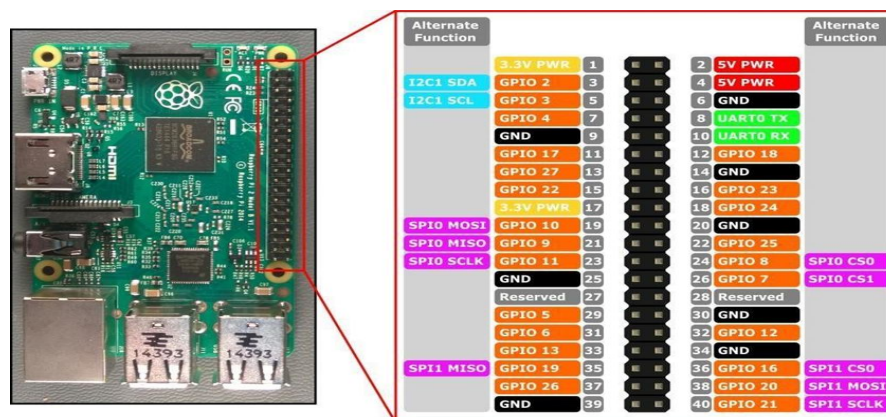 Alternate Function Alternate Function
3.3V PWR 1 2 5V PWR
I2C1 SDA GPIO 2 3 4 5V PWR
I2C1 SCL GPIO 3 5 6 GND
GPIO 4 7 8 UART0 TX
GND 9 10 UART0 RX
GPIO 17 11 12 GPIO 18
GPIO 27 13 14 GND
GPIO 22 15 16 GPIO 23
3.3V PWR 17 18 GPIO 24
SPI0 MOSI GPIO 10 19 20 GND
SPI0 MISO GPIO 9 21 22 GPIO 25
SPI0 SCLK GPIO 11 23 24 GPIO 8 SPI0 CS0
GND 25 26 GPIO 7 SPI0 CS1
Reserved 27 28 Reserved
GPIO 5 29 30 GND
GPIO 6 31 32 GPIO 12
GPIO 13 33 34 GND
SPI1 MISO GPIO 19 35 36 GPIO 16 SPI1 CS0
GPIO 26 37 38 GPIO 20 SPI1 MOSI
GND 39 40 GPIO 21 SPI1 SCLK
DISPLAY
HDMI
14393 14393